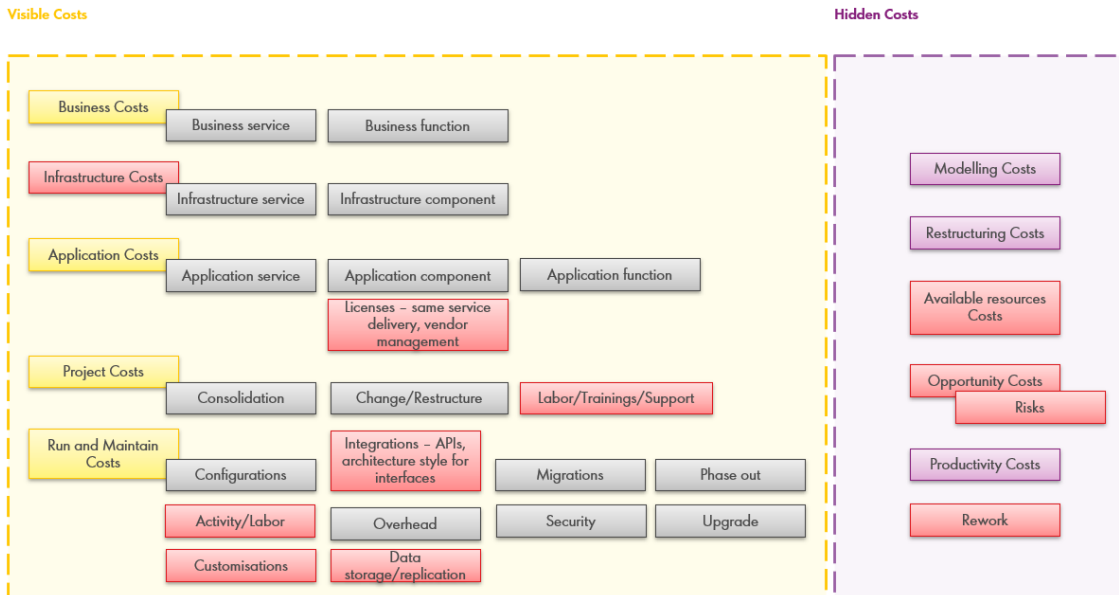 Visible Costs
Hidden Costs
Business Costs
Business service
Business function
Infrastructure Costs
Infrastructure service
Infrastructure component
Application Costs
Application service
Application component
Application function
Licenses – same service
delivery, vendor
management
Project Costs
Consolidation
Change/Restructure
Labor/Trainings/Support
Run and Maintain
Costs
Configurations
Integrations – APIs,
architecture style for
interfaces
Migrations
Phase out
Activity/Labor
Overhead
Security
Upgrade
Customisations
Data
storage/replication
Modelling Costs
Restructuring Costs
Available resources
Costs
Opportunity Costs
Risks
Productivity Costs
Rework